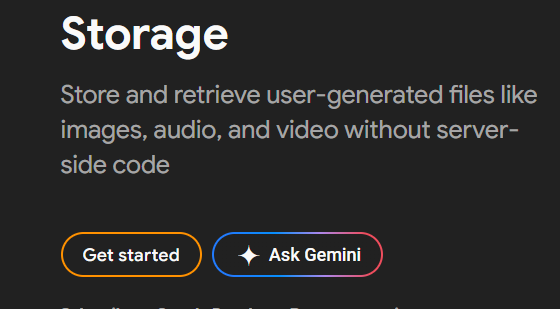 Storage
Store and retrieve user-generated files like
images, audio, and video without server-
side code
Get started
Ask Gemini